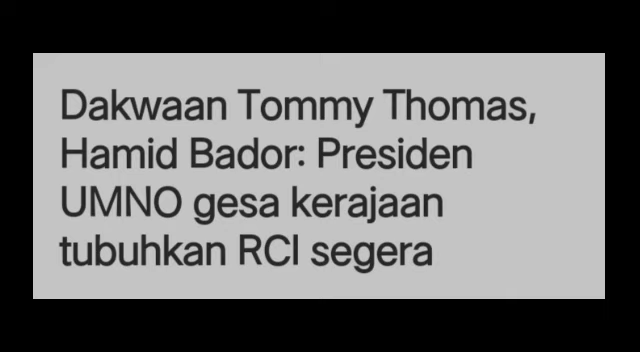 Dakwaan Tommy Thomas,
Hamid Bador: Presiden
UMNO gesa kerajaan
tubuhkan RCI segera